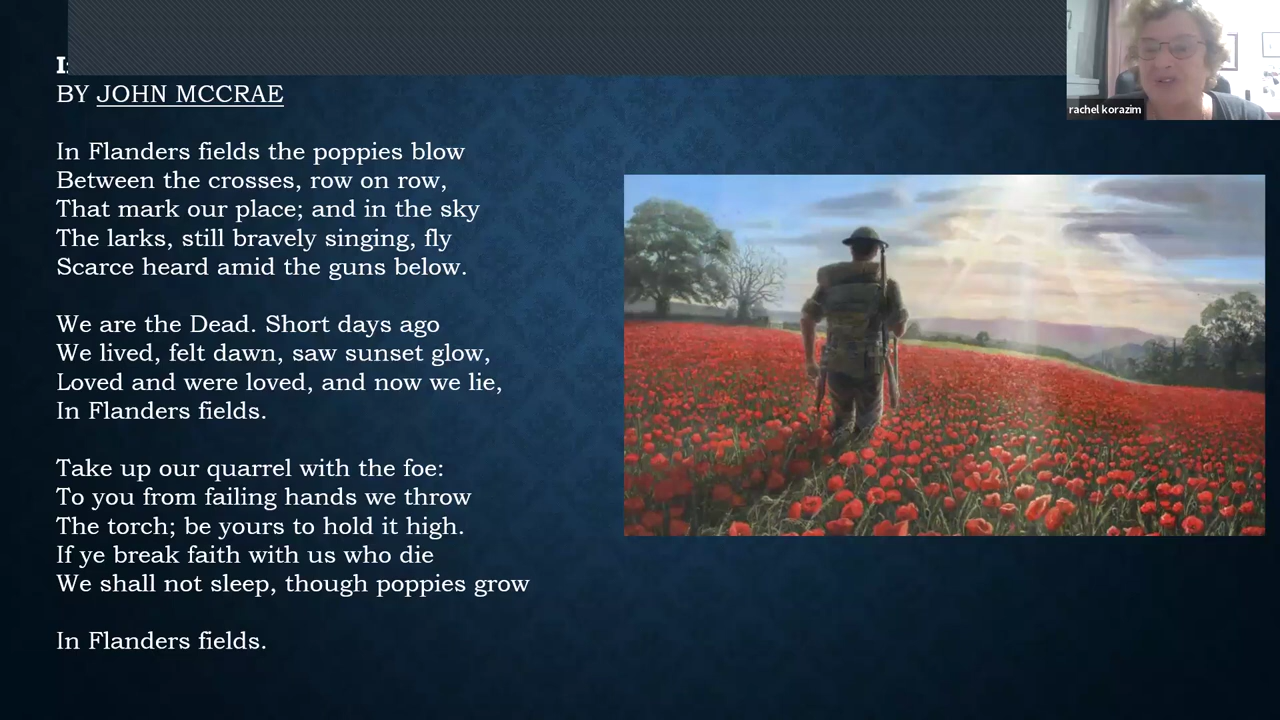 BY JOHN MCCRAE
In Flanders fields the poppies blow
Between the crosses, row on row,
That mark our place; and in the sky
The larks, still bravely singing, fly
Scarce heard amid the guns below.
We are the Dead. Short days ago
We lived, felt dawn, saw sunset glow,
Loved and were loved, and now we lie,
In Flanders fields.
Take up our quarrel with the foe:
To you from failing hands we throw
The torch; be yours to hold it high.
If ye break faith with us who die
We shall not sleep, though poppies grow
In Flanders fields.
rachel korazim